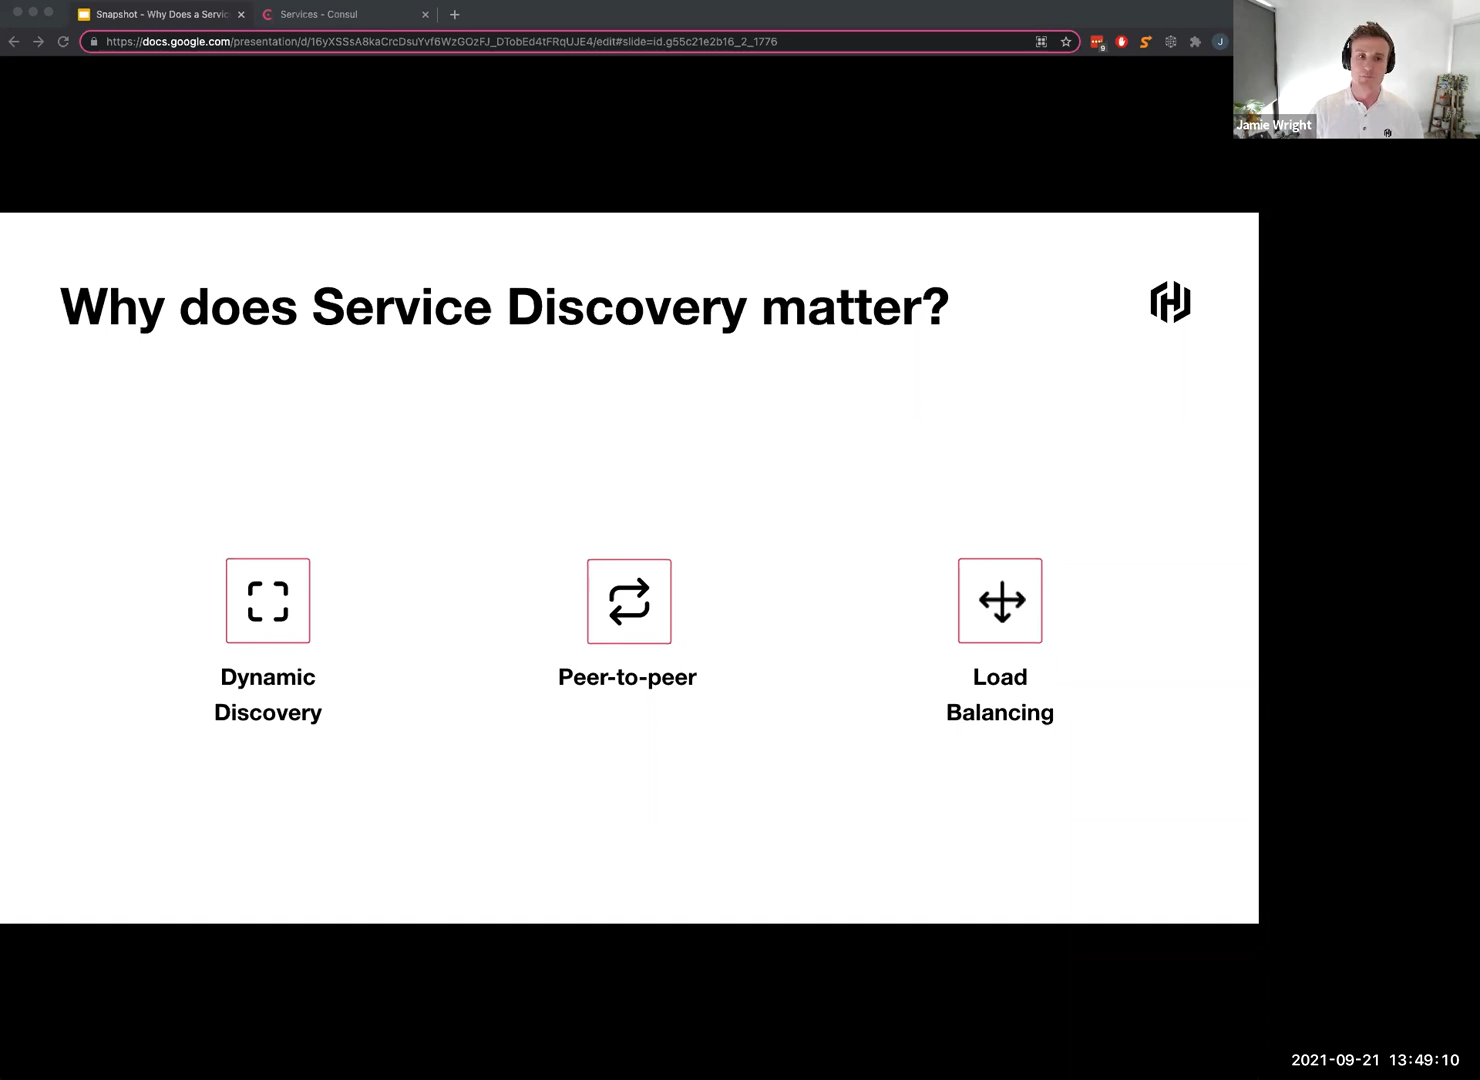 Snapshot - Why Does a Servic
Services - Consul
https://docs.google.com/presentation/d/16yXSSsA8kaCrcDsuYvf6WzGOzFJ_DTobEd4tFRqUJE4/edit#slide=id.g55c21e2b16_2_1776
9
J
Jamie Wright
Why does Service Discovery matter?
Dynamic
Discovery
Peer-to-peer
Load
Balancing
2021-09-21 13:49:10